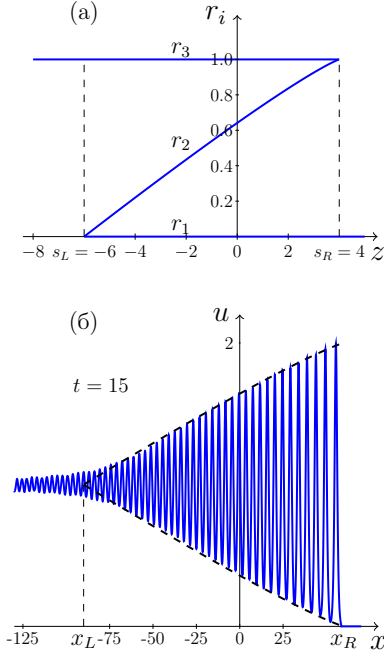 (а)
r_i
r_3
1.0
0.8
0.6
r_2
0.4
0.2
r_1
−8 s_L = −6 −4 −2 0 2 s_R = 4 z
(б)
u
2
t = 15
-125 x_L -75 -50 -25 0 25 x_R x